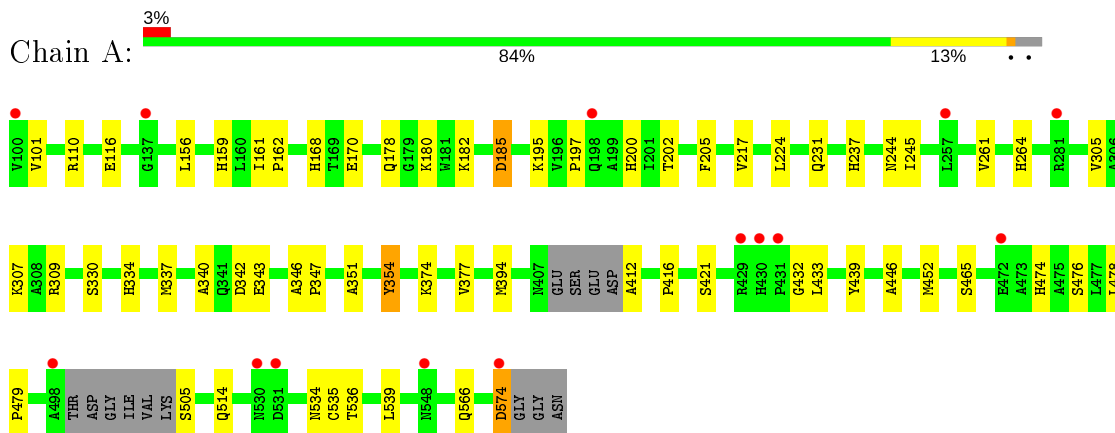 3%
Chain A:
84%
13%
V100 V101 R110 E116 G137 L156 H159 L160 I161 P162 H168 T169 E170 Q178 G179 K180 W181 K182 D185 K195 V196 P197 Q198 A199 H200 I201 T202 F205 V217 L224 Q231 H237 N244 I245 L257 V261 H264 R281 V305 A306
K307 A308 R309 S330 H334 M337 A340 Q341 D342 E343 A346 P347 A351 Y354 K374 V377 M394 N407 GLU SER GLU ASP A412 P416 S421 R429 H430 P431 G432 L433 Y439 A446 M452 S465 E472 A473 H474 A475 S476 L477 L478
P479 A498 THR ASP GLY ILE VAL LYS S505 Q514 N530 D531 N534 C535 T536 L539 N548 Q566 D574 GLY GLY ASN